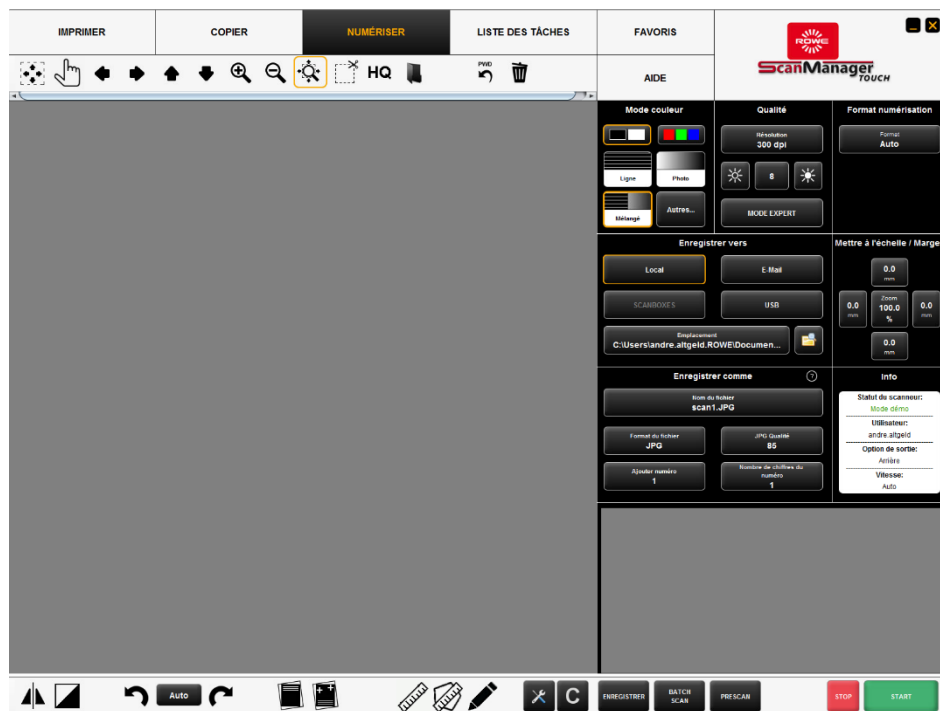 IMPRIMER
COPIER
NUMÉRISER
LISTE DES TÂCHES
FAVORIS
ROWE
ScanManager
TOUCH
HQ
PWD
AIDE
Mode couleur
Qualité
Format numérisation
Résolution
300 dpi
Format
Auto
Ligne
Photo
8
Mélangé
Autres...
MODE EXPERT
Enregistrer vers
Mettre à l'échelle / Marge
Local
E-Mail
SCANBOXES
USB
Emplacement
C:\Users\andre.altgeld.ROWE\Documen...
0.0
mm
0.0
mm
Zoom
100.0
%
0.0
mm
0.0
mm
Enregistrer comme
?
Info
Nom du fichier
scan1.JPG
Format du fichier
JPG
JPG Qualité
85
Ajouter numéro
1
Nombre de chiffres du
numéro
1
Statut du scanneur:
Mode démo
Utilisateur:
andre.altgeld
Option de sortie:
Arrière
Vitesse:
Auto
Auto
C
ENREGISTRER
BATCH
SCAN
PRESCAN
STOP
START